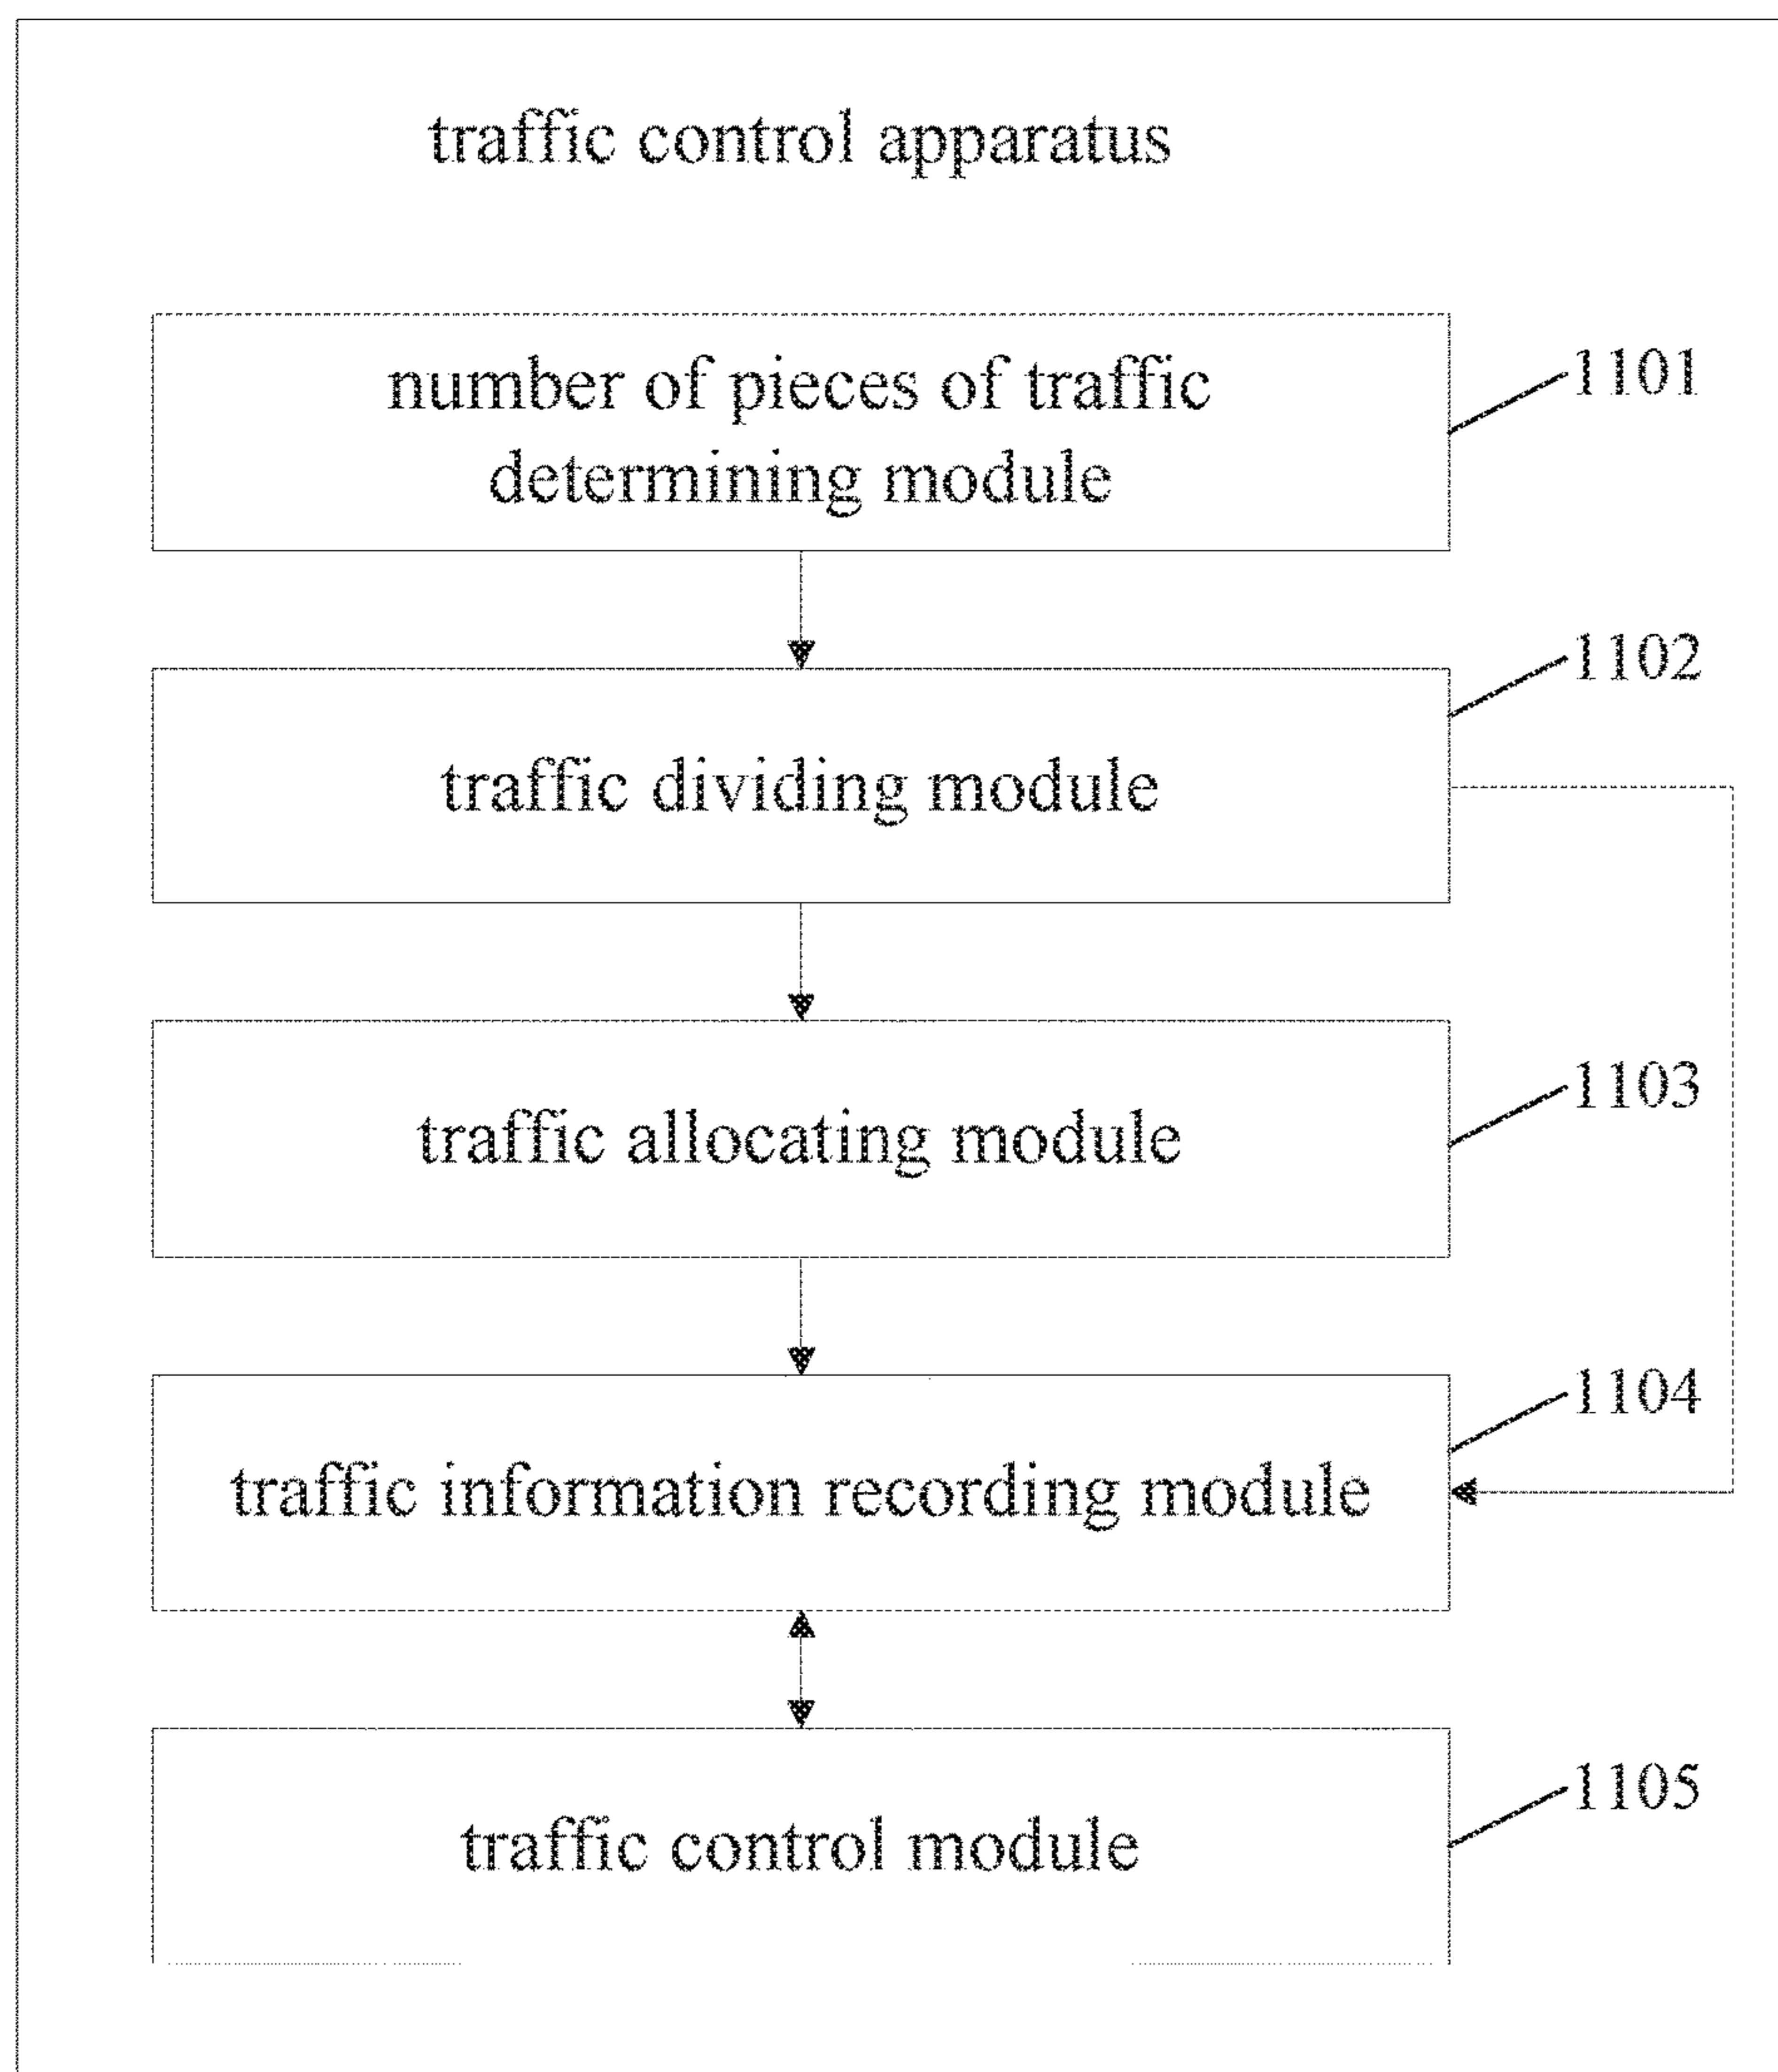 traffic control apparatus
number of pieces of traffic
determining module
1101
1102
traffic dividing module
1103
traffic allocating module
1104
traffic information recording module
1105
traffic control module